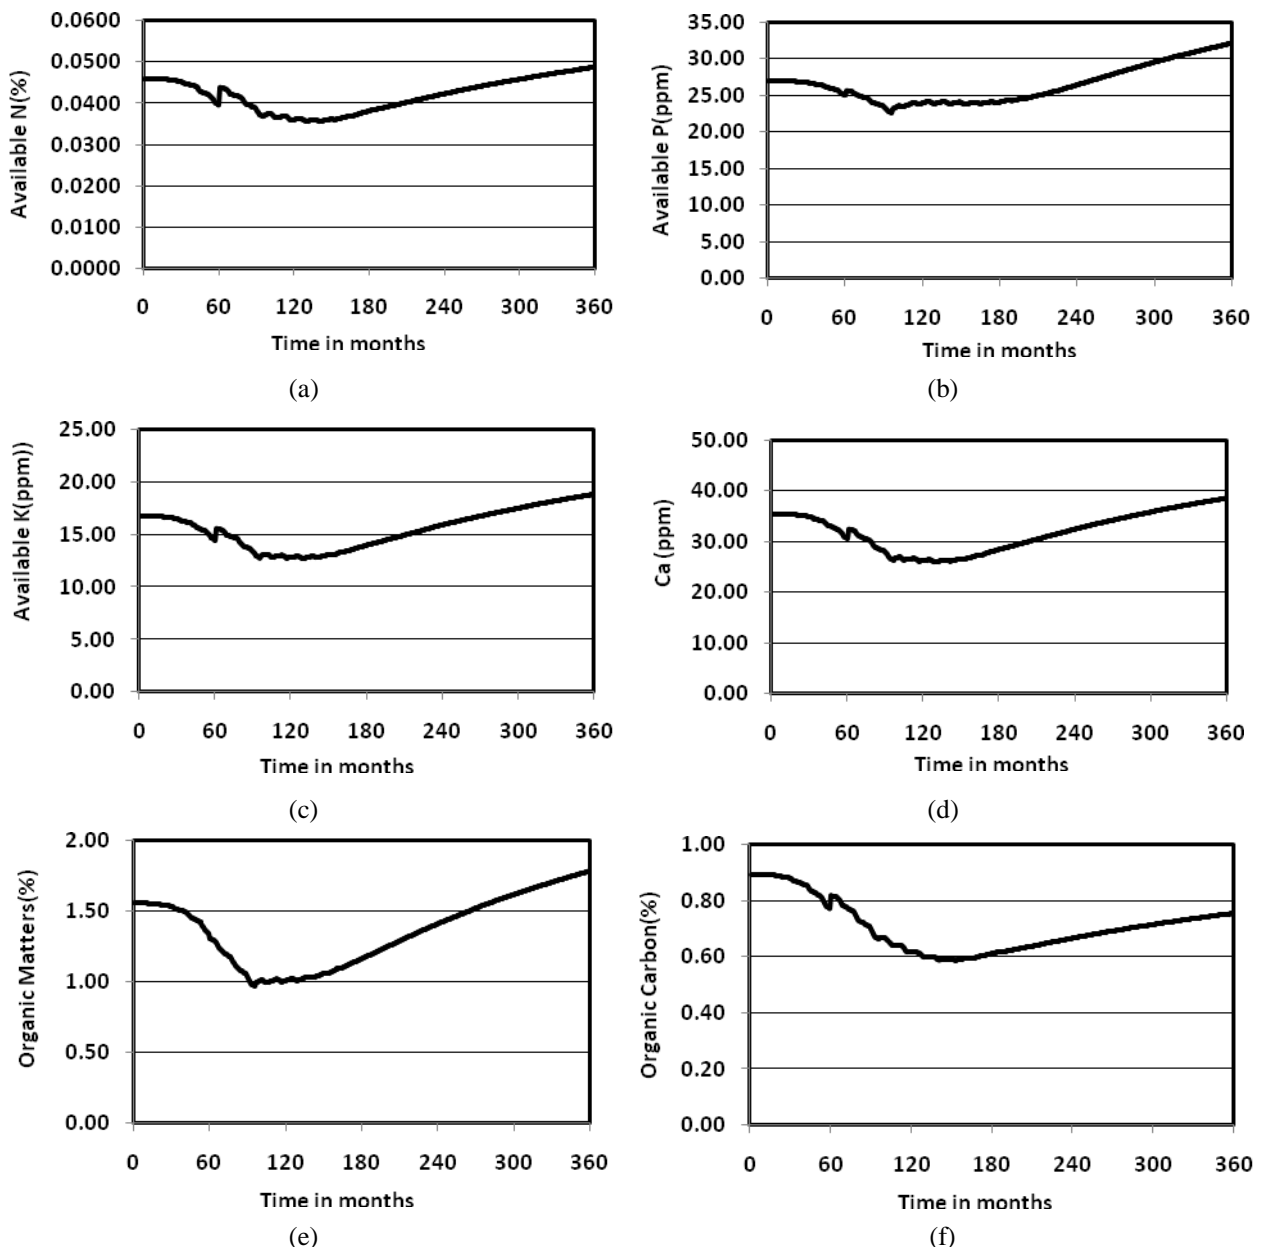 Available N(%)
0.0600
0.0500
0.0400
0.0300
0.0200
0.0100
0.0000
0 60 120 180 240 300 360
Time in months
(a)
Available P(ppm)
35.00
30.00
25.00
20.00
15.00
10.00
5.00
0.00
0 60 120 180 240 300 360
Time in months
(b)
Available K(ppm))
25.00
20.00
15.00
10.00
5.00
0.00
0 60 120 180 240 300 360
Time in months
(c)
Ca (ppm)
50.00
40.00
30.00
20.00
10.00
0.00
0 60 120 180 240 300 360
Time in months
(d)
Organic Matters(%)
2.00
1.50
1.00
0.50
0.00
0 60 120 180 240 300 360
Time in months
(e)
Organic Carbon(%)
1.00
0.80
0.60
0.40
0.20
0.00
0 60 120 180 240 300 360
Time in months
(f)